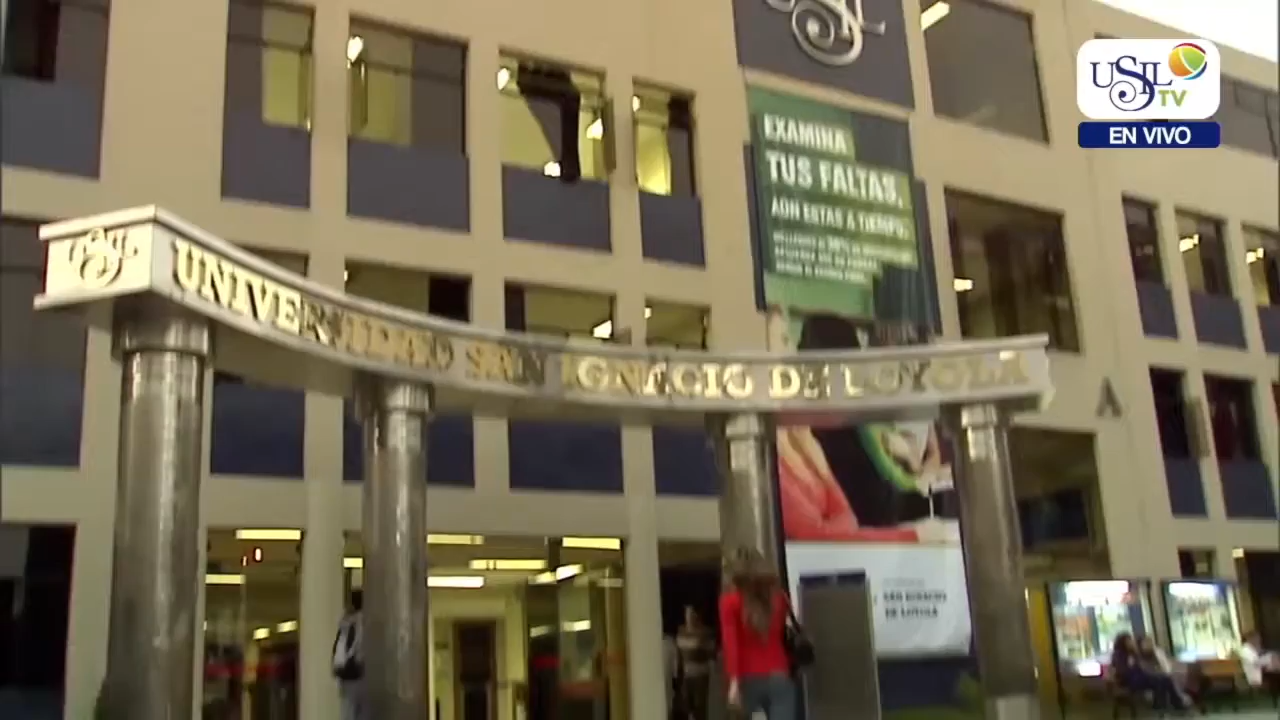 USIL
TV
EN VIVO
EXAMINA
TUS FALTAS.
AÚN ESTÁS A TIEMPO.
USIL
UNIVERSIDAD SAN IGNACIO DE LOYOLA
A
SAN IGNACIO
DE LOYOLA